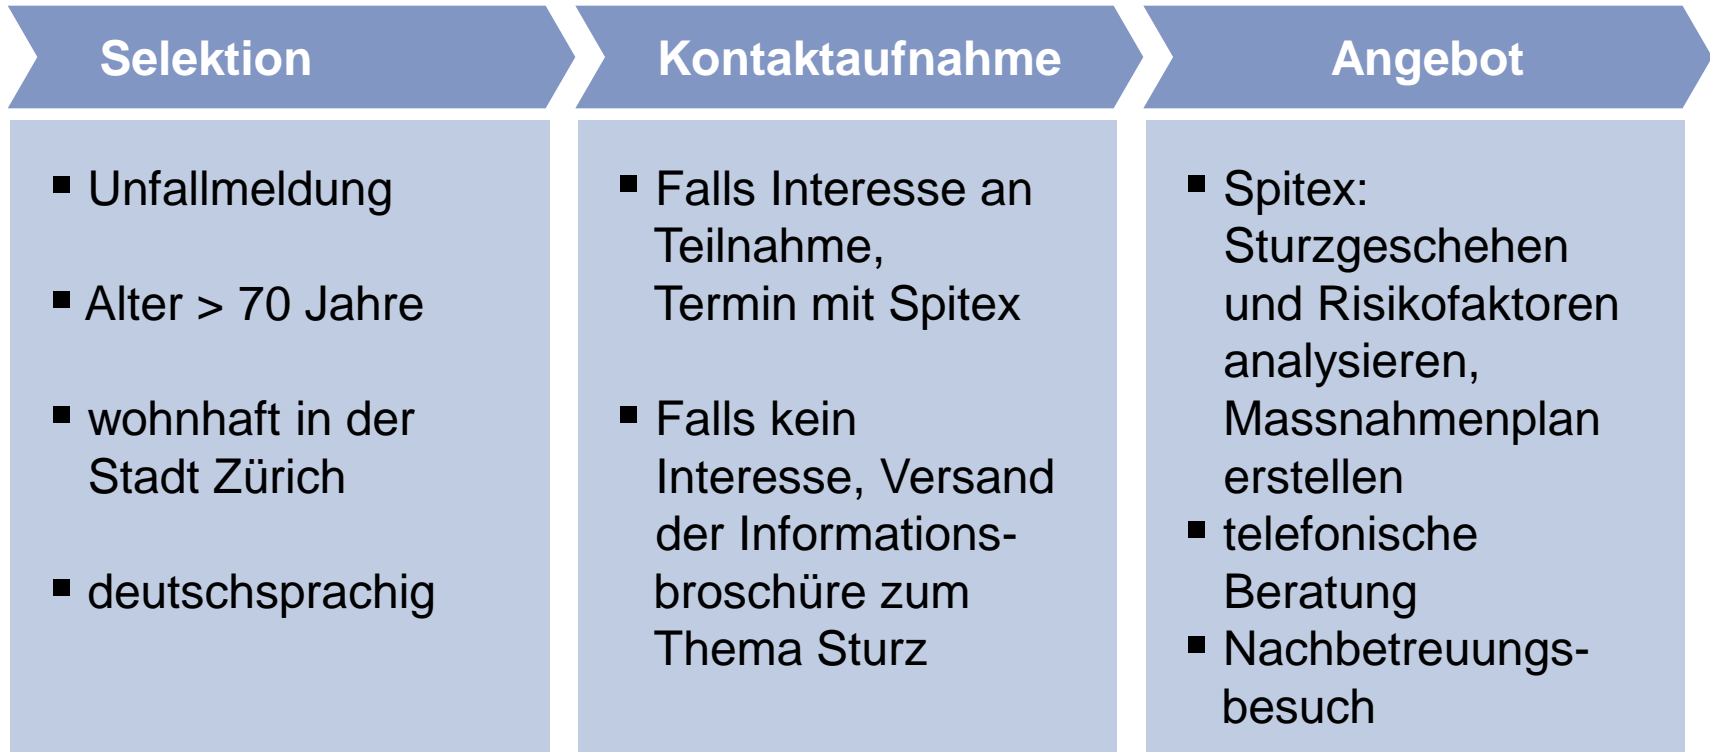 Selektion
▪ Unfallmeldung
▪ Alter > 70 Jahre
▪ wohnhaft in der
Stadt Zürich
▪ deutschsprachig
Kontaktaufnahme
▪ Falls Interesse an
Teilnahme,
Termin mit Spitex
▪ Falls kein
Interesse, Versand
der Informations-
broschüre zum
Thema Sturz
Angebot
▪ Spitex:
Sturzgeschehen
und Risikofaktoren
analysieren,
Massnahmenplan
erstellen
▪ telefonische
Beratung
▪ Nachbetreuungs-
besuch